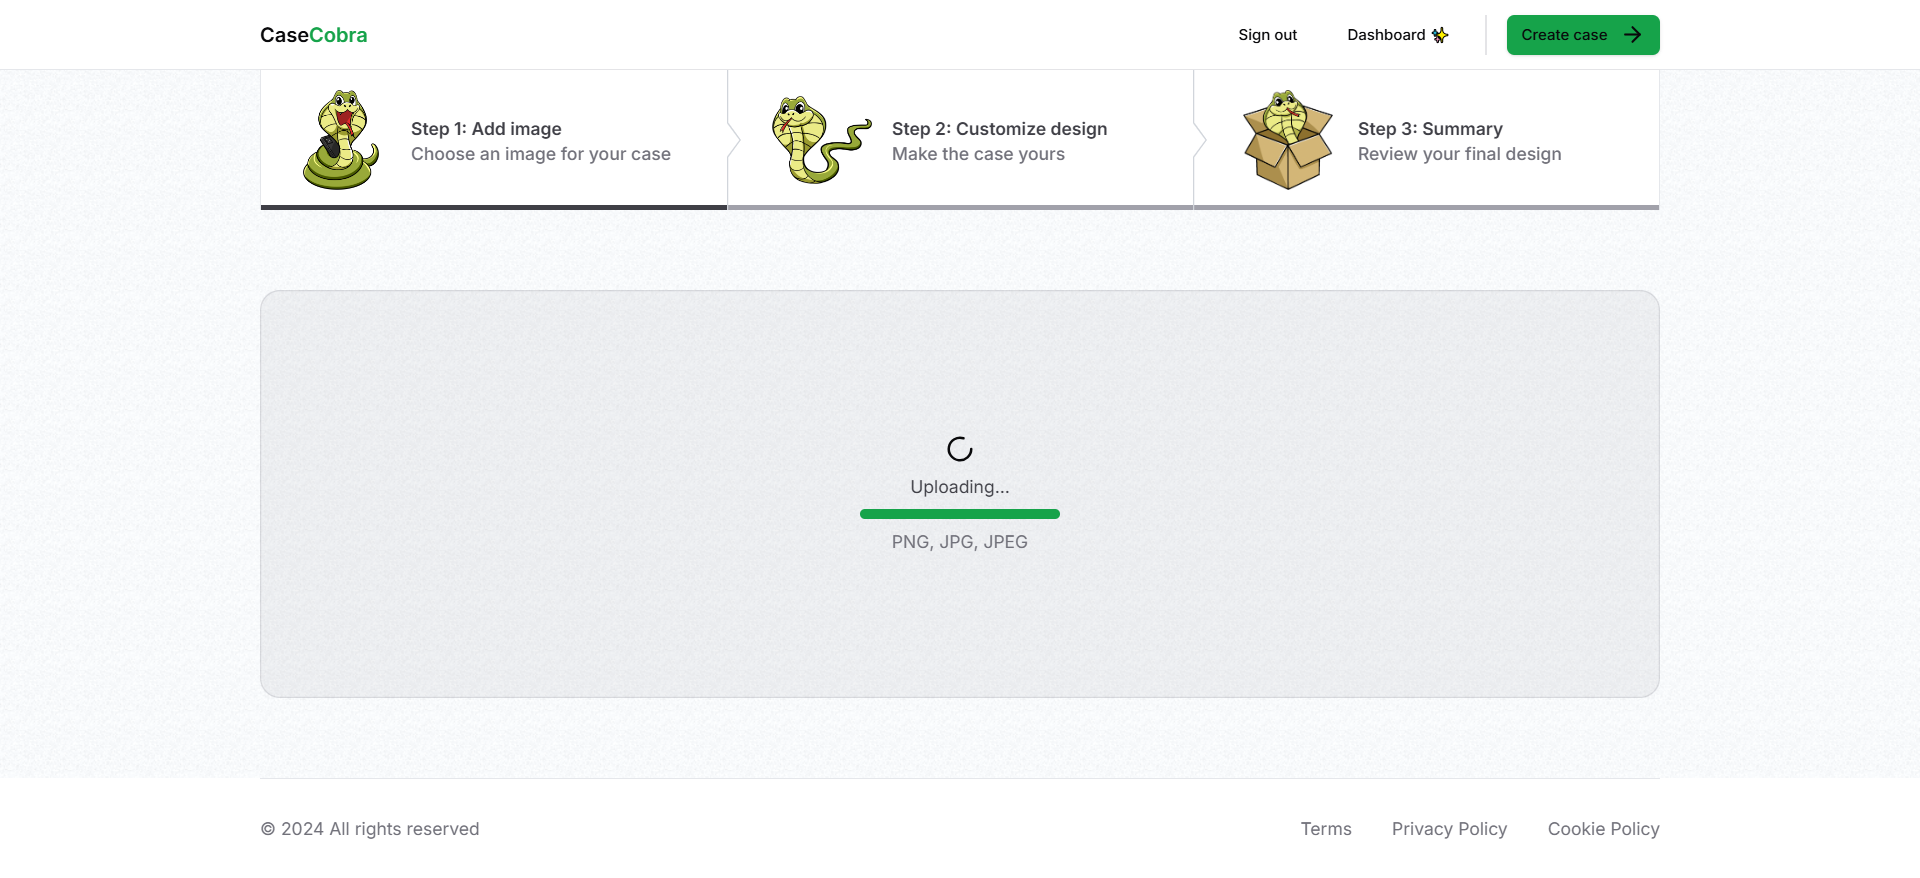 CaseCobra
Sign out
Dashboard ✨
Create case
Step 1: Add image
Choose an image for your case
Step 2: Customize design
Make the case yours
Step 3: Summary
Review your final design
Uploading...
PNG, JPG, JPEG
© 2024 All rights reserved
Terms
Privacy Policy
Cookie Policy